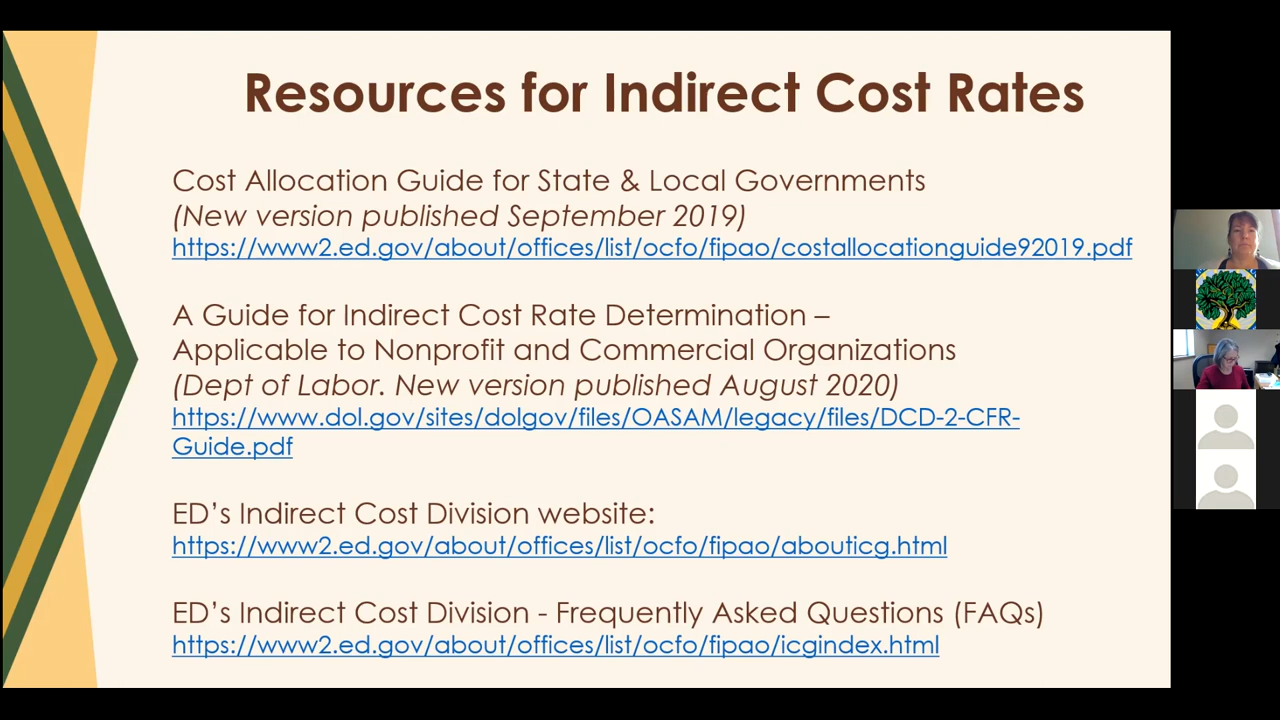 Resources for Indirect Cost Rates
Cost Allocation Guide for State & Local Governments
(New version published September 2019)
https://www2.ed.gov/about/offices/list/ocfo/fipao/costallocationguide92019.pdf
A Guide for Indirect Cost Rate Determination –
Applicable to Nonprofit and Commercial Organizations
(Dept of Labor. New version published August 2020)
https://www.dol.gov/sites/dolgov/files/OASAM/legacy/files/DCD-2-CFR-
Guide.pdf
ED’s Indirect Cost Division website:
https://www2.ed.gov/about/offices/list/ocfo/fipao/abouticg.html
ED’s Indirect Cost Division - Frequently Asked Questions (FAQs)
https://www2.ed.gov/about/offices/list/ocfo/fipao/icgindex.html